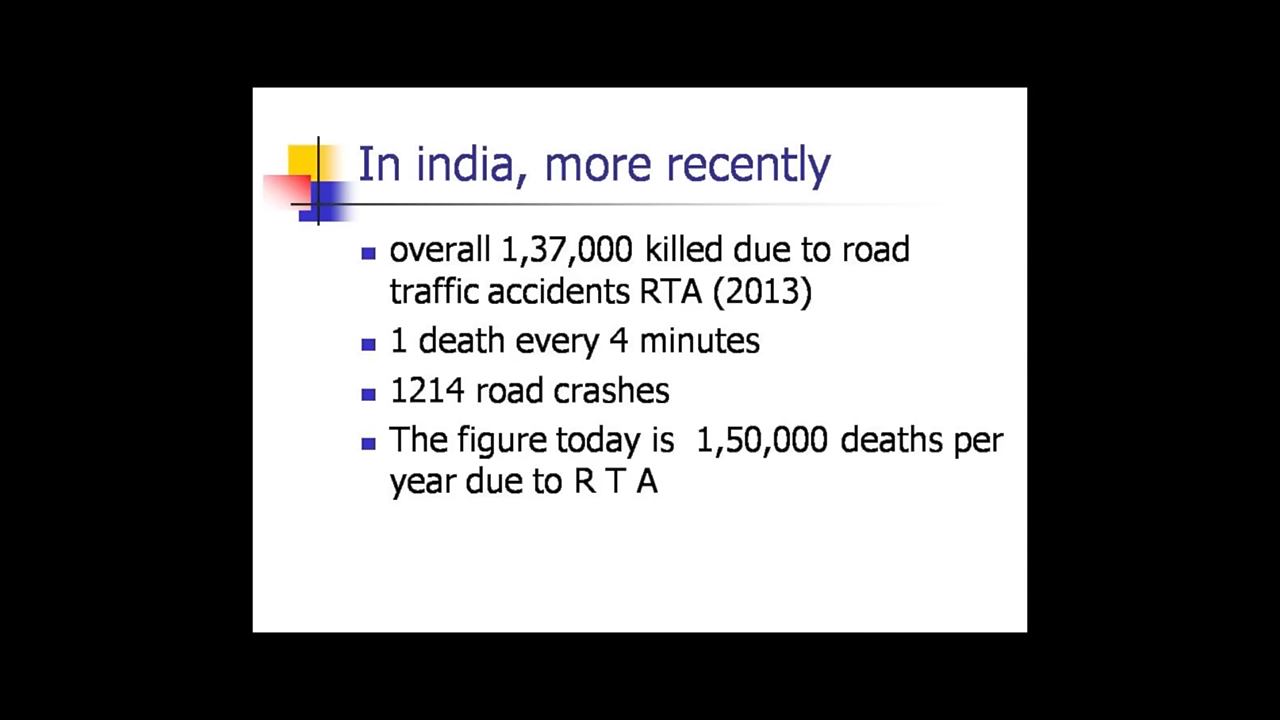 In india, more recently
overall 1,37,000 killed due to road
traffic accidents RTA (2013)
1 death every 4 minutes
1214 road crashes
The figure today is  1,50,000 deaths per
year due to R T A